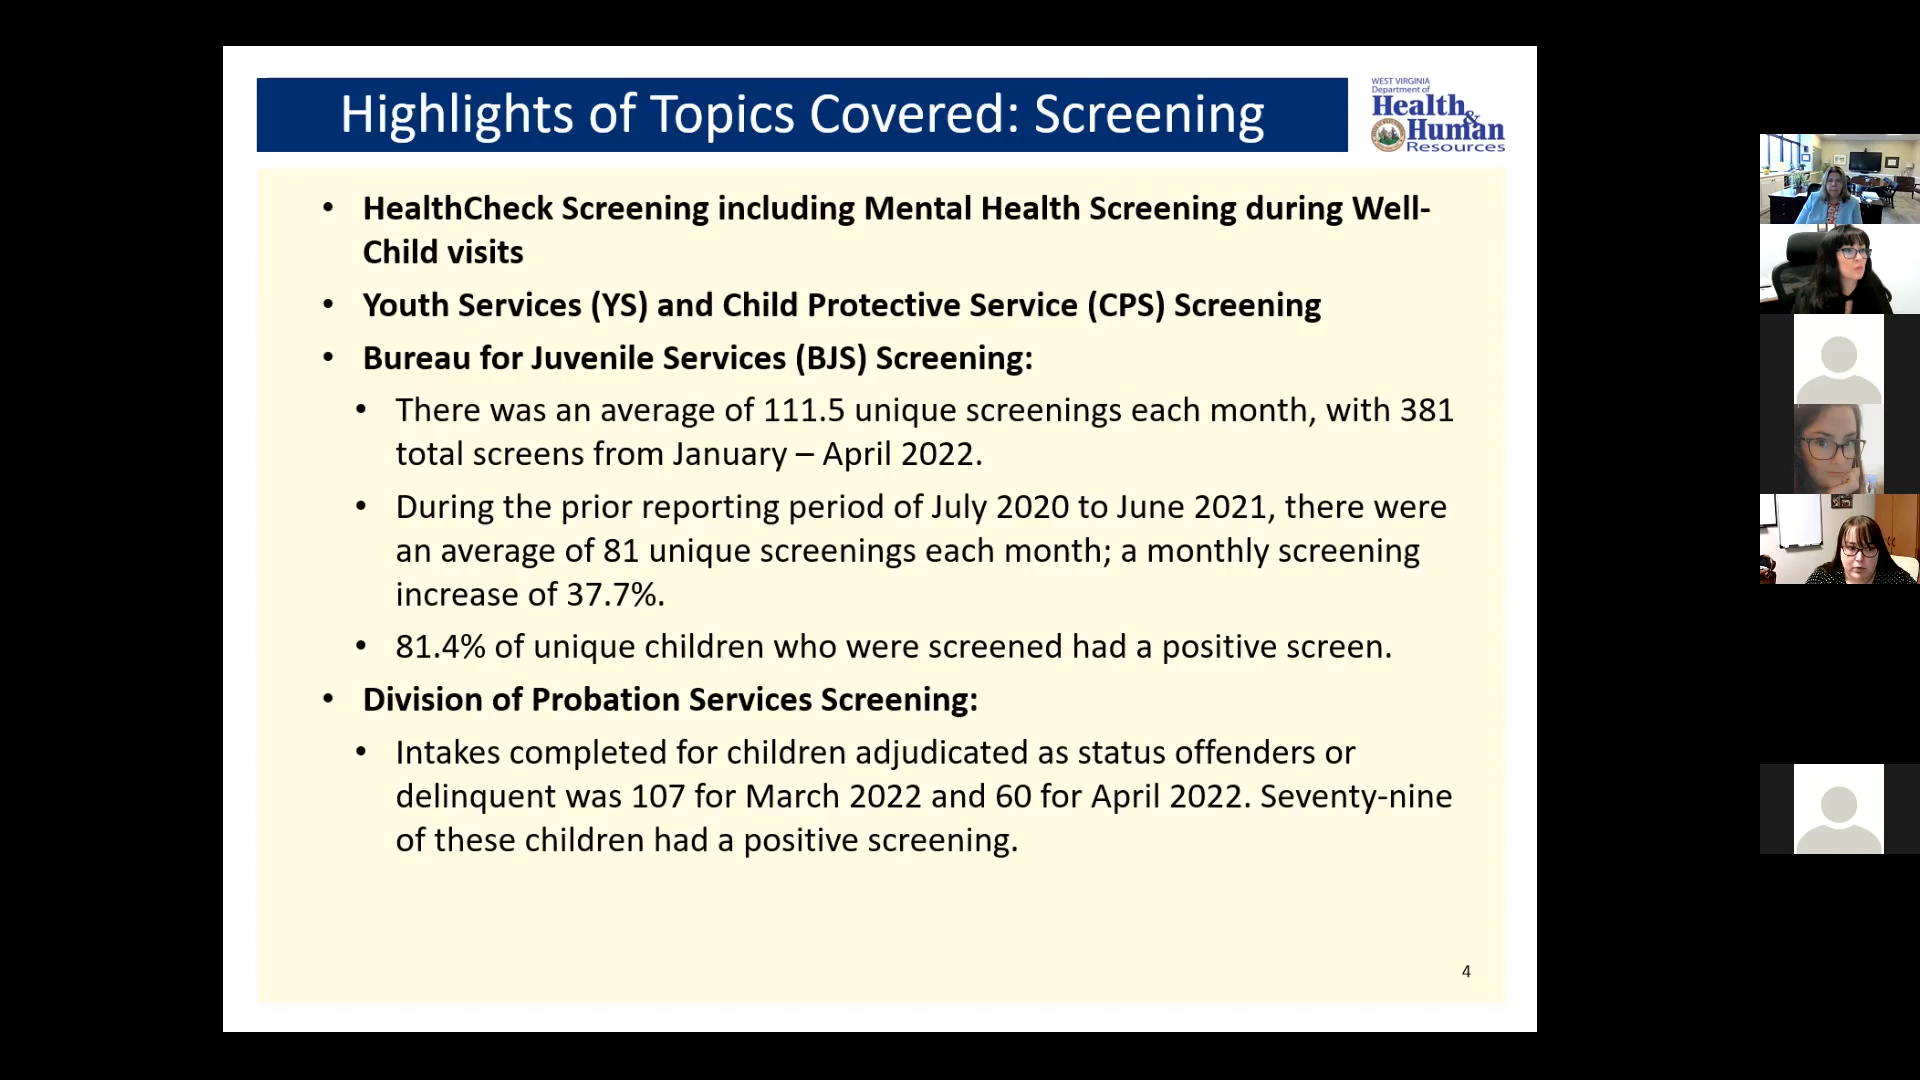 Highlights of Topics Covered: Screening
WEST VIRGINIA
Department of
Health
&
Human
Resources
• HealthCheck Screening including Mental Health Screening during Well-
Child visits
• Youth Services (YS) and Child Protective Service (CPS) Screening
• Bureau for Juvenile Services (BJS) Screening:
• There was an average of 111.5 unique screenings each month, with 381
total screens from January – April 2022.
• During the prior reporting period of July 2020 to June 2021, there were
an average of 81 unique screenings each month; a monthly screening
increase of 37.7%.
• 81.4% of unique children who were screened had a positive screen.
• Division of Probation Services Screening:
• Intakes completed for children adjudicated as status offenders or
delinquent was 107 for March 2022 and 60 for April 2022. Seventy-nine
of these children had a positive screening.
4